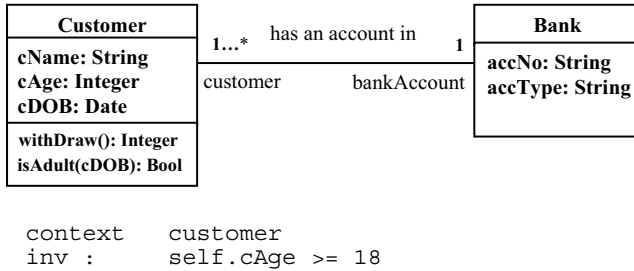 Customer
cName: String
cAge: Integer
cDOB: Date
withDraw(): Integer
isAdult(cDOB): Bool
1…*
has an account in
1
customer
bankAccount
Bank
accNo: String
accType: String
context customer
inv : self.cAge >= 18